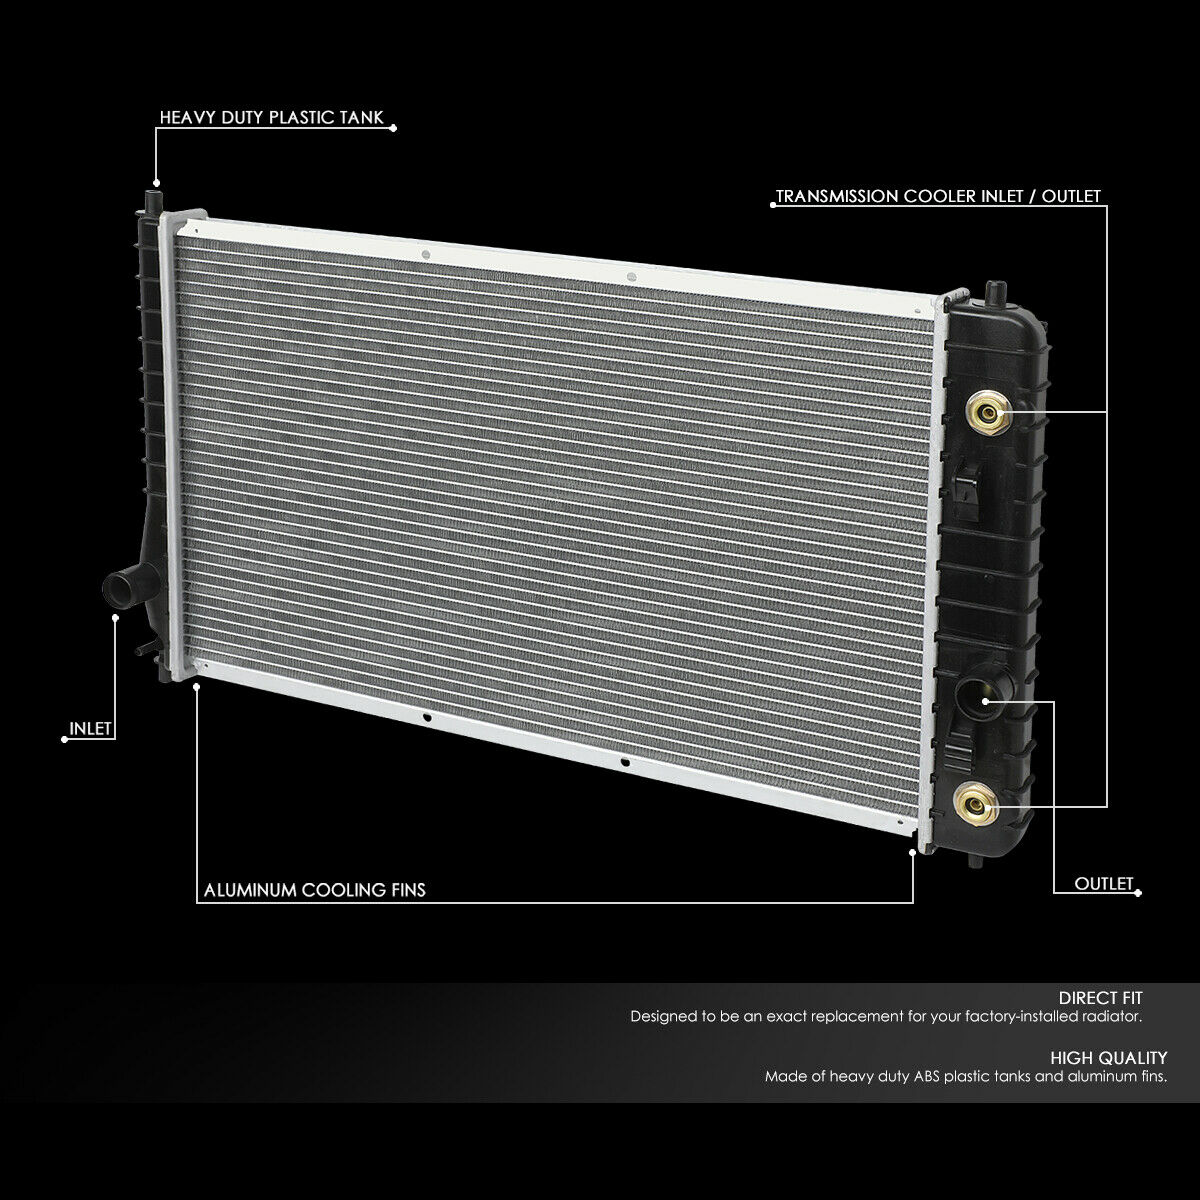 HEAVY DUTY PLASTIC TANK
TRANSMISSION COOLER INLET / OUTLET
INLET
ALUMINUM COOLING FINS
OUTLET
DIRECT FIT
Designed to be an exact replacement for your factory-installed radiator.
HIGH QUALITY
Made of heavy duty ABS plastic tanks and aluminum fins.